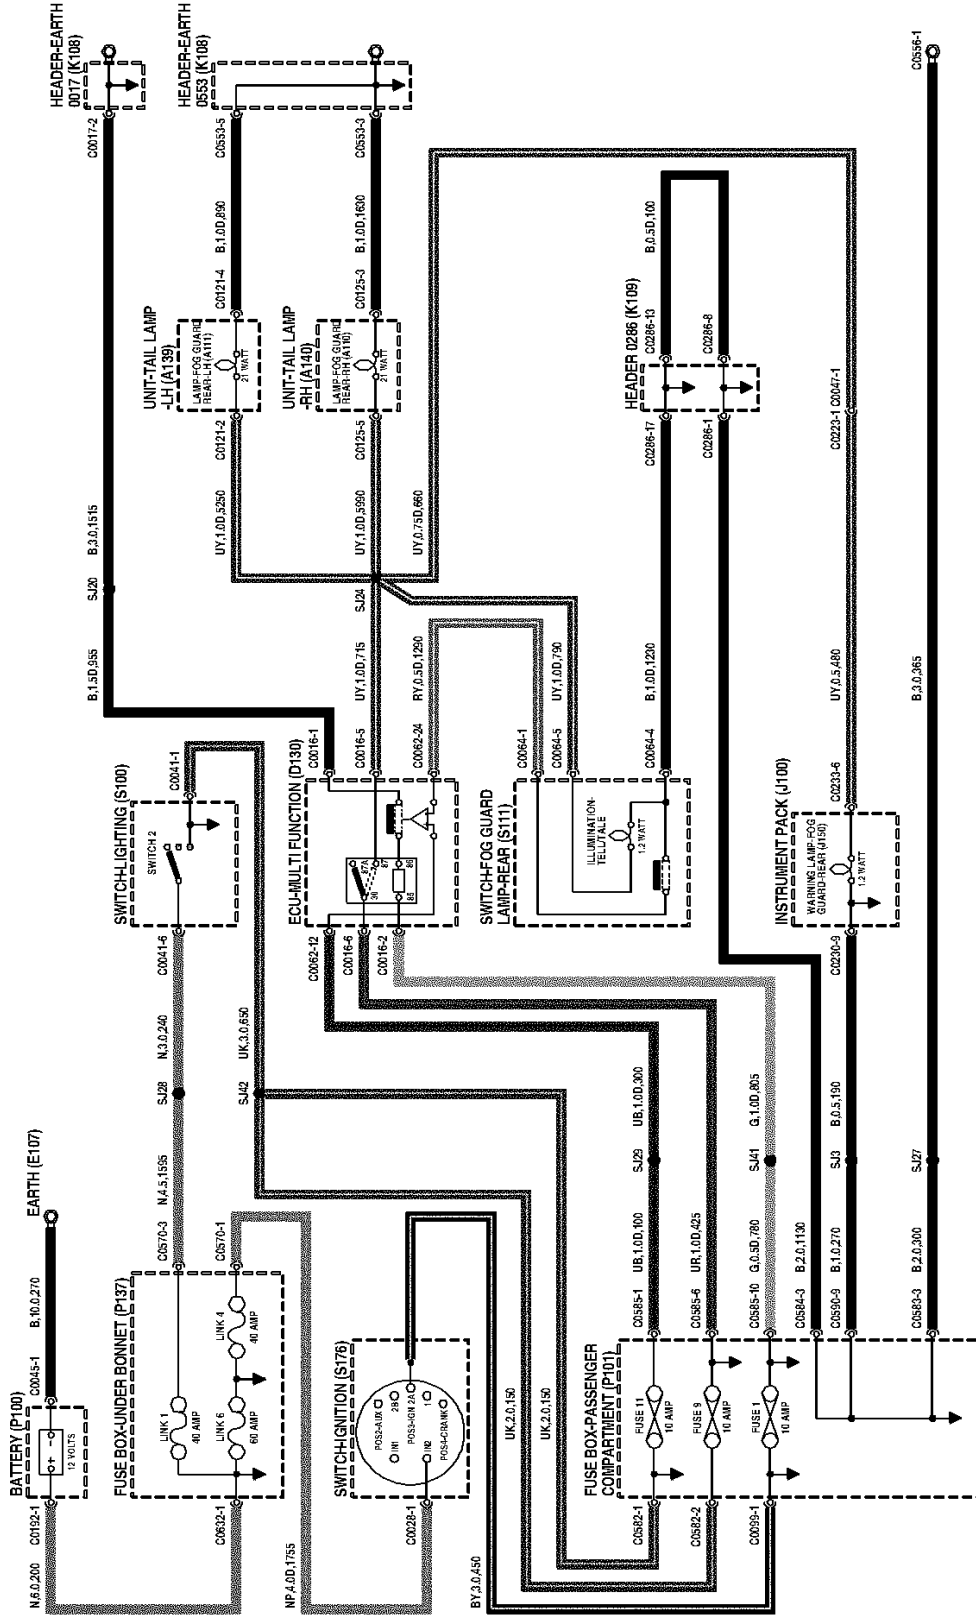 HEADER-EARTH
0017 (K108)
C0017-2
B,3.0,1515
SJ20
B,1.5D,955
HEADER-EARTH
0553 (K108)
C0553-5
C0553-3
B,1.0D,890
B,1.0D,1600
C0121-4
C0125-3
UNIT-TAIL LAMP
-LH (A139)
LAMP-FOG GUARD
REAR-LH (A111)
21 WATT
C0121-2
UY,1.0D,5250
UNIT-TAIL LAMP
-RH (A140)
LAMP-FOG GUARD
REAR-RH (A110)
21 WATT
C0125-5
UY,1.0D,5990
UY,0.75D,660
SJ24
UY,1.0D,715
RY,0.5D,1290
UY,1.0D,790
C0556-1
B,0.5D,100
HEADER 0286 (K109)
C0286-13
C0286-8
C0286-17
C0286-1
B,1.0D,1230
C0223-1 C0047-1
UY,0.5,480
B,3.0,365
SWITCH-LIGHTING (S100)
SWITCH 2
C0041-1
C0041-6
N,3.0,240
SJ28
N,4.5,1595
UK,3.0,650
SJ42
ECU-MULTI FUNCTION (D130)
C0016-1
C0016-5
C0062-24
87A
87
86
30
85
C0062-12
C0016-6
C0016-2
SWITCH-FOG GUARD
LAMP-REAR (S111)
ILLUMINATION-
TELL/TALE
1.2 WATT
C0064-1
C0064-5
C0064-4
INSTRUMENT PACK (J100)
WARNING LAMP-FOG
GUARD-REAR (J150)
1.2 WATT
C0233-6
C0230-9
UB,1.0D,300
SJ29
UB,1.0D,100
UR,1.0D,425
G,1.0D,805
SJ41
G,0.5D,780
B,2.0,1130
B,0.5,190
SJ3
B,1.0,270
SJ27
B,2.0,300
EARTH (E107)
B,10.0,270
C0045-1
BATTERY (P100)
+
-
12 VOLTS
C0192-1
N,6.0,200
FUSE BOX-UNDER BONNET (P137)
C0570-3
C0570-1
LINK 1
40 AMP
LINK 4
40 AMP
LINK 6
60 AMP
C0632-1
NP,4.0D,1755
SWITCH-IGNITION (S176)
POS2-AUX
2B
POS3-IGN 2A
1
POS4-CRANK
IN1
IN2
C0028-1
BY,3.0,450
UK,2.0,150
UK,2.0,150
FUSE BOX-PASSENGER
COMPARTMENT (P101)
C0585-1
C0585-6
C0585-10
C0584-3
C0590-9
C0583-3
FUSE 11
10 AMP
FUSE 9
10 AMP
FUSE 1
10 AMP
C0582-1
C0582-2
C0099-1